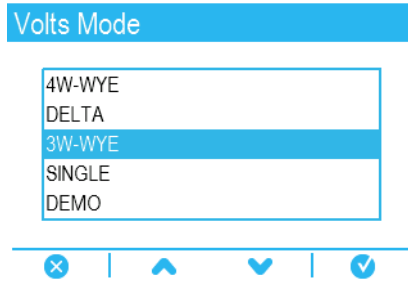 Volts Mode
4W-WYE
DELTA
3W-WYE
SINGLE
DEMO